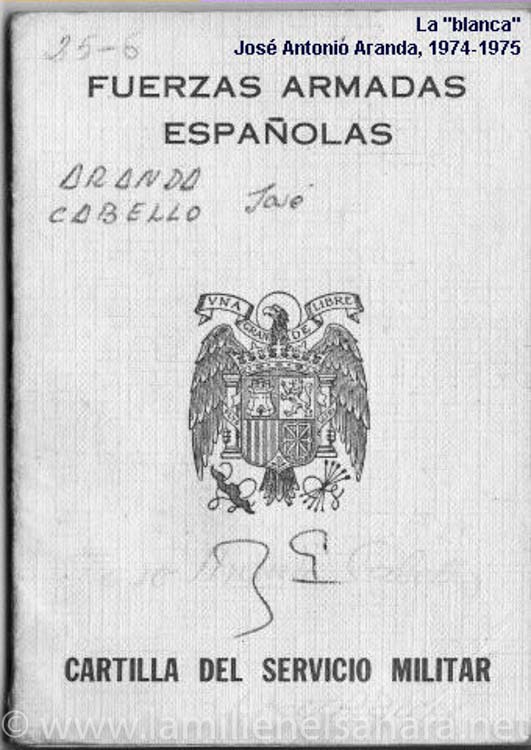 La "blanca"
José Antonio Aranda, 1974-1975
25-6
FUERZAS ARMADAS
ESPAÑOLAS
ARANDA
CABELLO José
UNA GRANDE LIBRE
CARTILLA DEL SERVICIO MILITAR
© www.lamilienelsahara.net